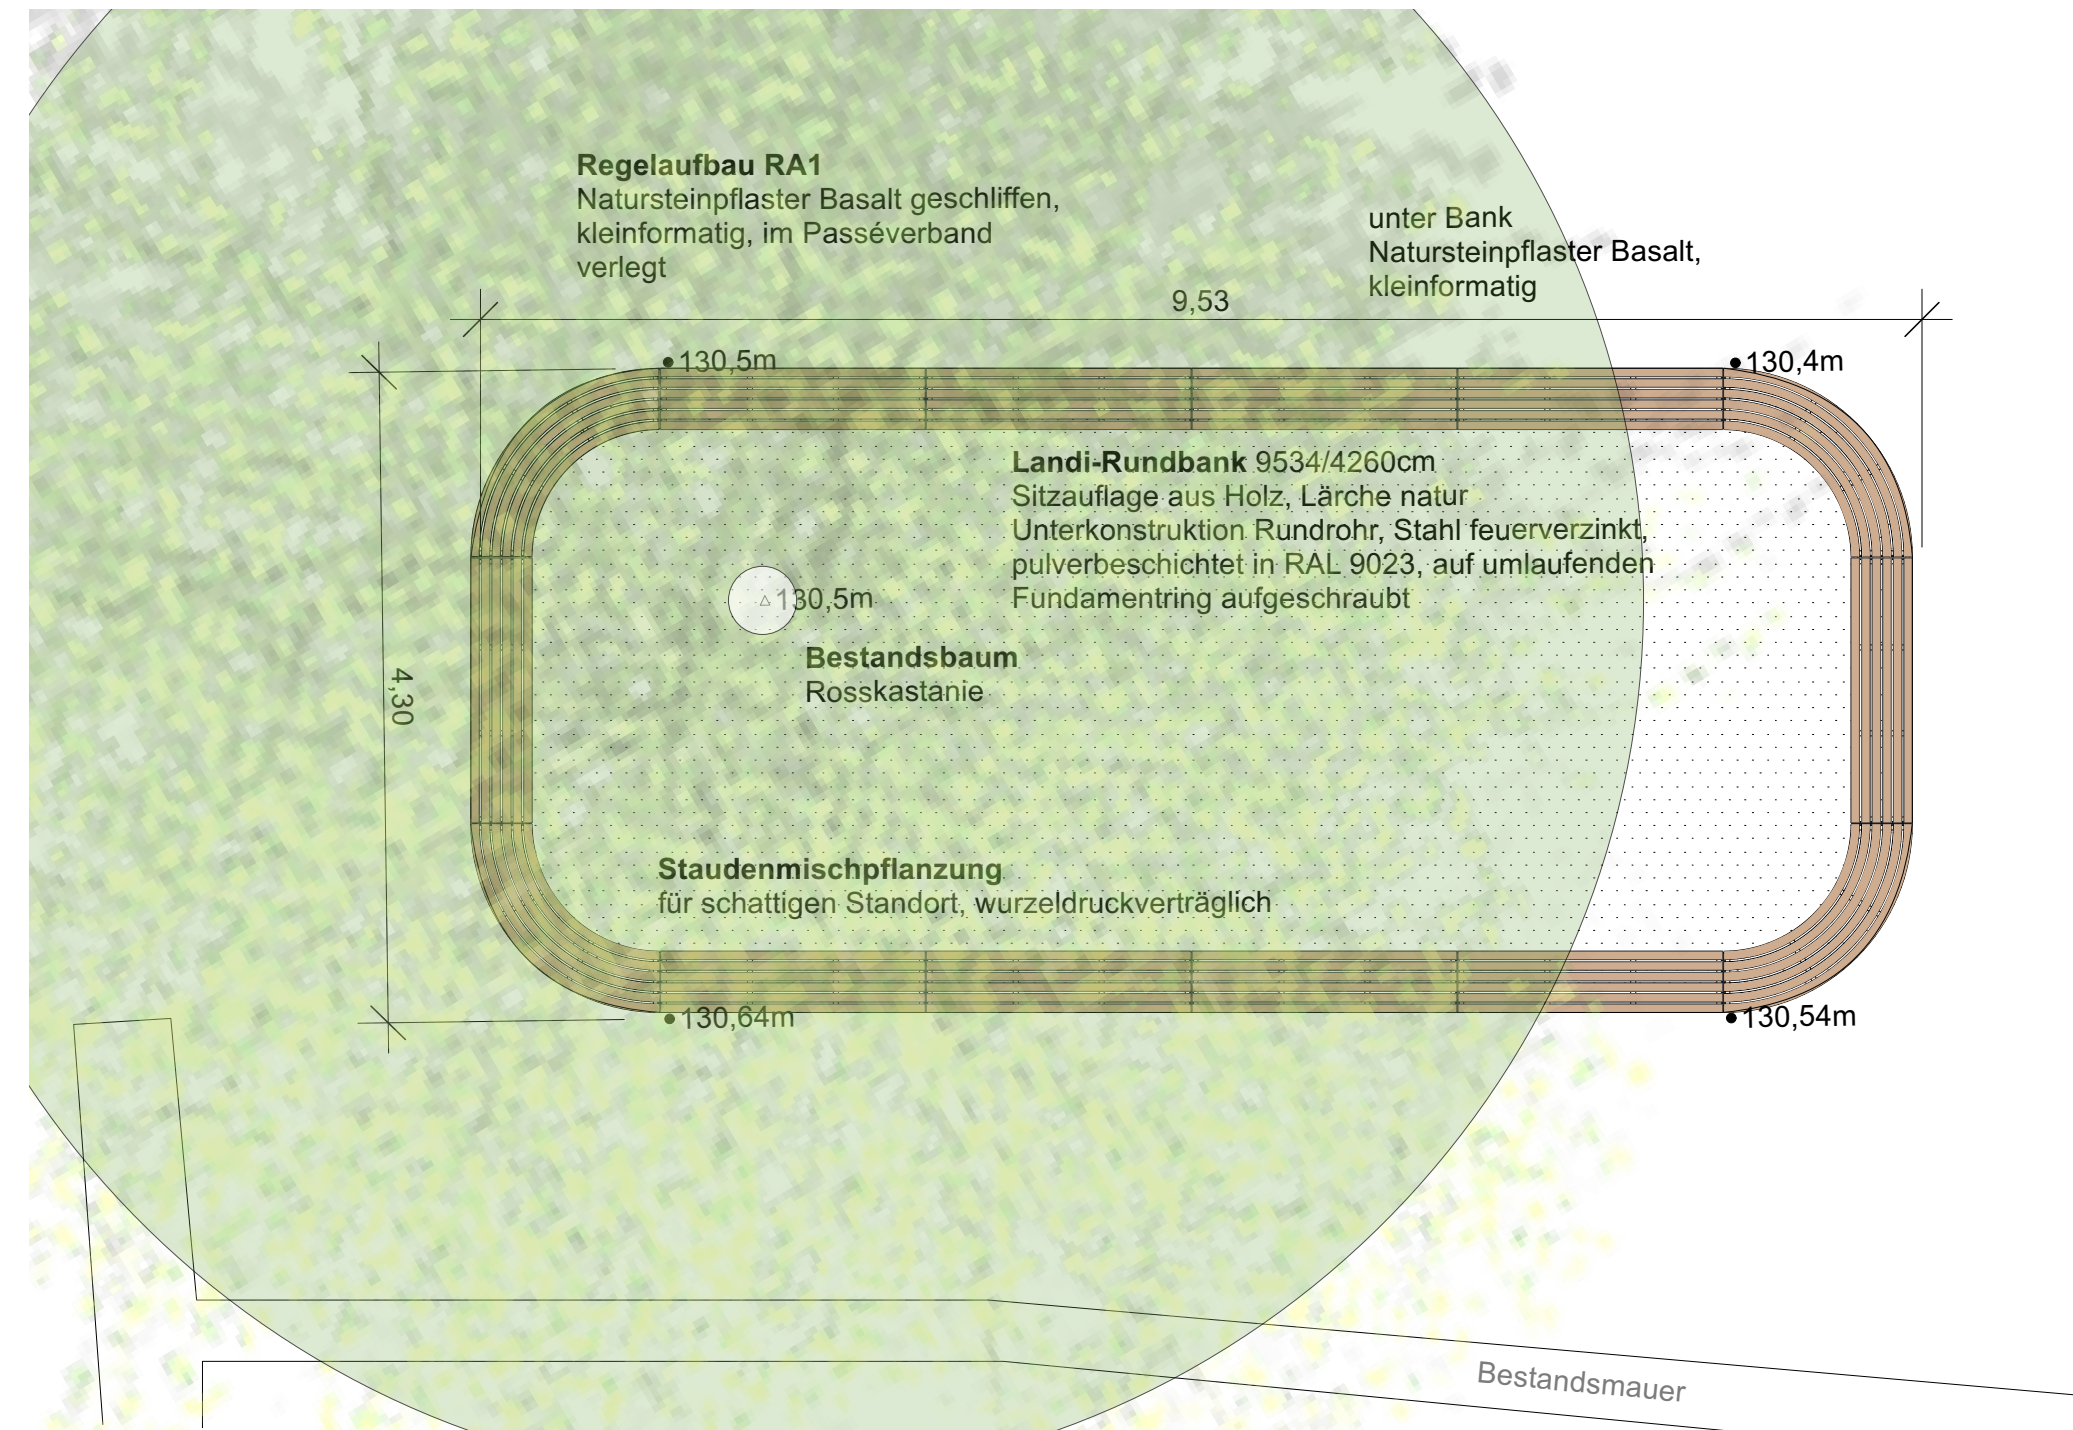 Regelaufbau RA1
Natursteinpflaster Basalt geschliffen,
kleinformatig, im Passéverband
verlegt
unter Bank
Natursteinpflaster Basalt,
kleinformatig
9,53
130,5m
130,4m
Landi-Rundbank 9534/4260cm
Sitzauflage aus Holz, Lärche natur
Unterkonstruktion Rundrohr, Stahl feuerverzinkt,
pulverbeschichtet in RAL 9023, auf umlaufenden
Fundamentring aufgeschraubt
130,5m
Bestandsbaum
Rosskastanie
4,30
Staudenmischpflanzung
für schattigen Standort, wurzeldruckverträglich
130,64m
130,54m
Bestandsmauer